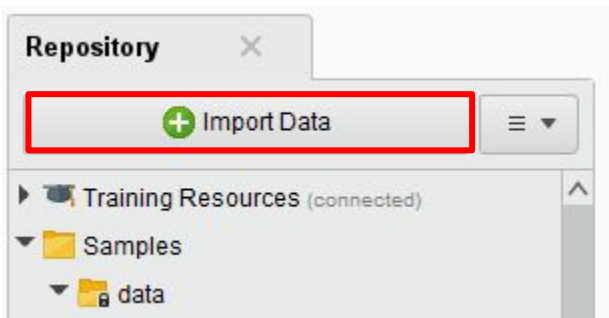 Repository
Import Data
Training Resources (connected)
Samples
data